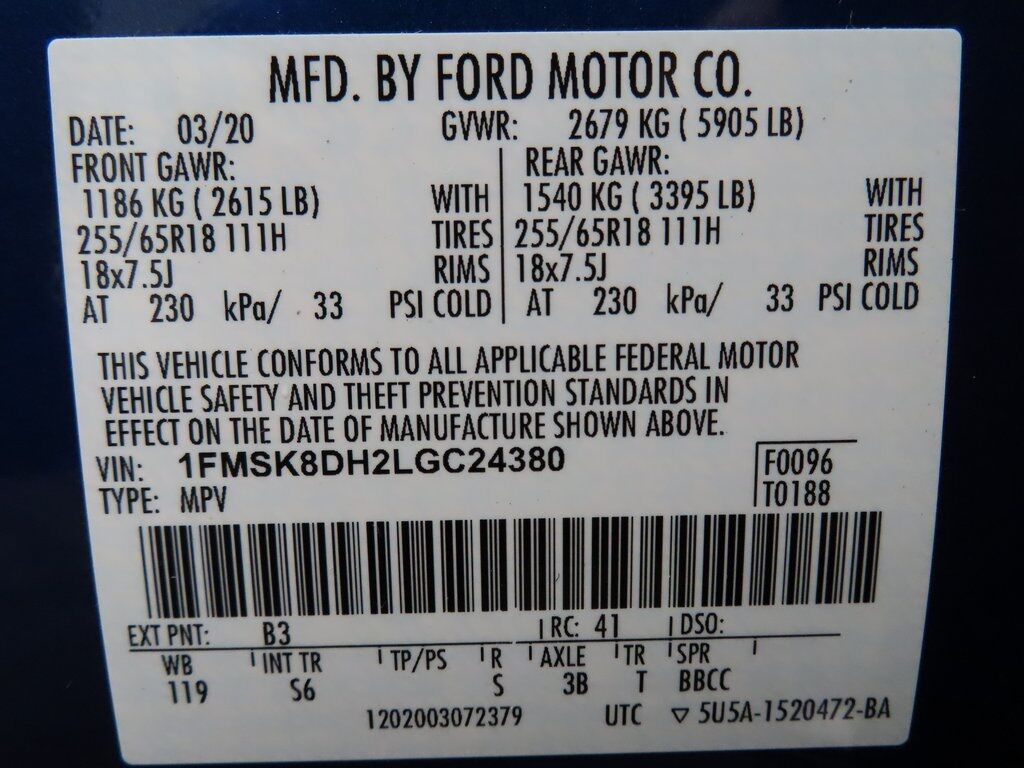 MFD. BY FORD MOTOR CO.
DATE: 03/20 GVWR: 2679 KG ( 5905 LB)
FRONT GAWR: REAR GAWR:
1186 KG ( 2615 LB) WITH 1540 KG ( 3395 LB) WITH
255/65R18 111H TIRES 255/65R18 111H TIRES
18x7.5J RIMS 18x7.5J RIMS
AT 230 kPa/ 33 PSI COLD AT 230 kPa/ 33 PSI COLD
THIS VEHICLE CONFORMS TO ALL APPLICABLE FEDERAL MOTOR
VEHICLE SAFETY AND THEFT PREVENTION STANDARDS IN
EFFECT ON THE DATE OF MANUFACTURE SHOWN ABOVE.
VIN: 1FMSK8DH2LGC24380 F0096
TYPE: MPV T0188
EXT PNT: B3 RC: 41 DSO:
WB INT TR TP/PS R AXLE TR SPR
119 S6 S 3B T BBCC
1202003072379 UTC ▽ 5U5A-1520472-BA